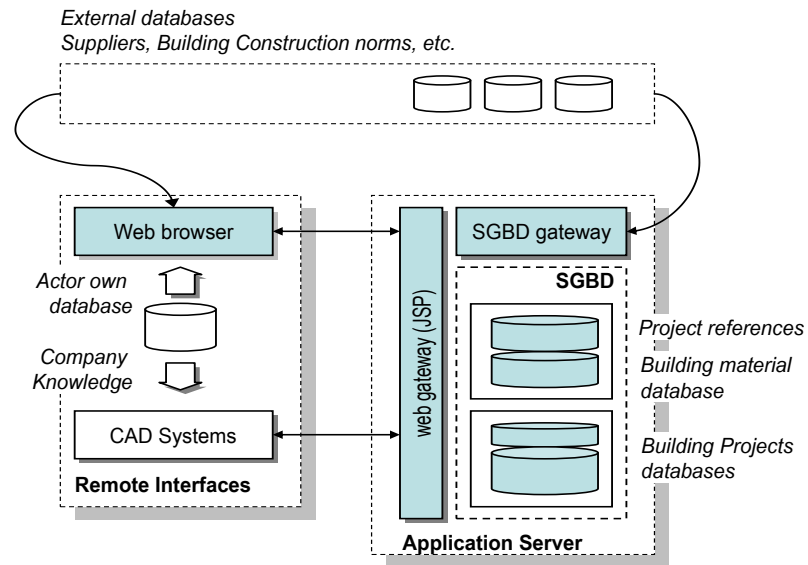 External databases
Suppliers, Building Construction norms, etc.
Web browser
Actor own
database
Company
Knowledge
CAD Systems
Remote Interfaces
web gateway (JSP)
SGBD gateway
SGBD
Project references
Building material
database
Building Projects
databases
Application Server